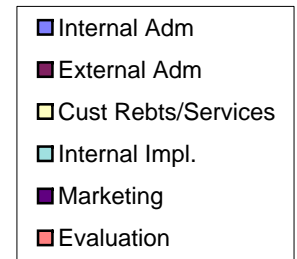 Internal Adm
External Adm
Cust Rebts/Services
Internal Impl.
Marketing
Evaluation